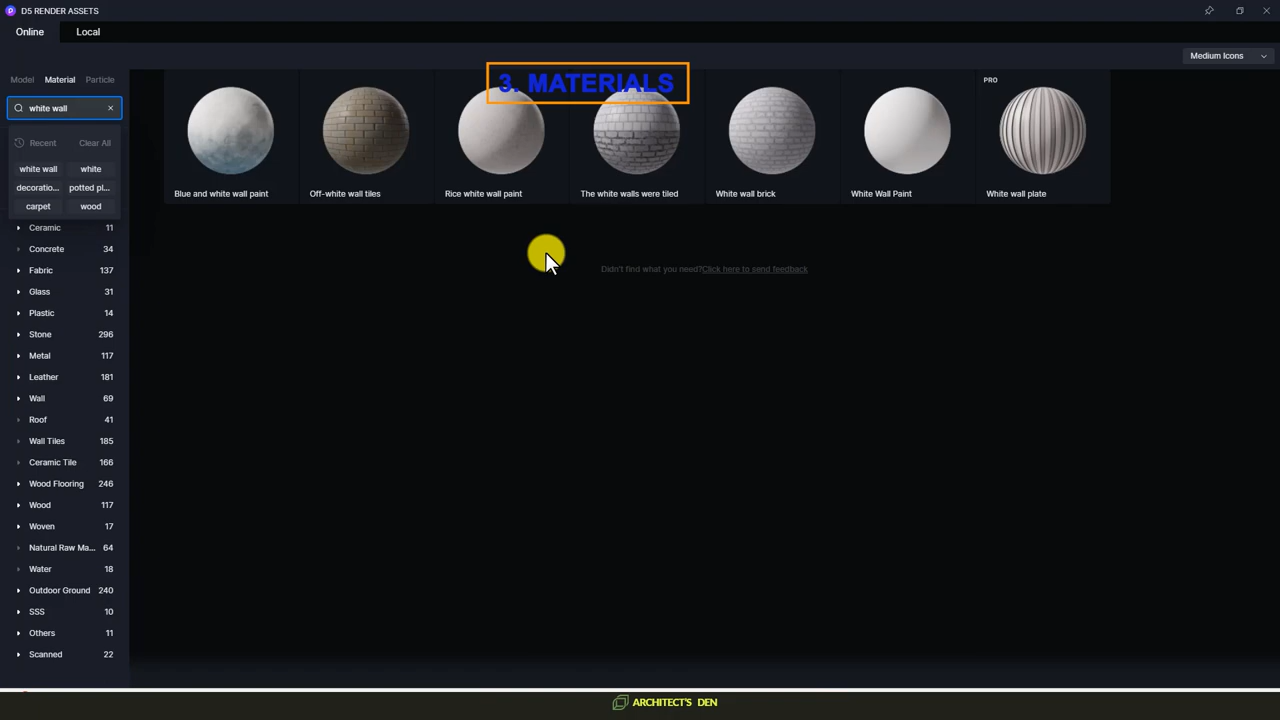 D5 RENDER ASSETS
Online Local
Medium Icons
Model Material Particle
3. MATERIALS
PRO
white wall
Recent Clear All
white wall white
decoratio... potted pl...
carpet wood
Blue and white wall paint
Off-white wall tiles
Rice white wall paint
The white walls were tiled
White wall brick
White Wall Paint
White wall plate
Didn't find what you need?Click here to send feedback
Ceramic 11
Concrete 34
Fabric 137
Glass 31
Plastic 14
Stone 296
Metal 117
Leather 181
Wall 69
Roof 41
Wall Tiles 185
Ceramic Tile 166
Wood Flooring 246
Wood 117
Woven 17
Natural Raw Ma... 64
Water 18
Outdoor Ground 240
SSS 10
Others 11
Scanned 22
ARCHITECT'S DEN